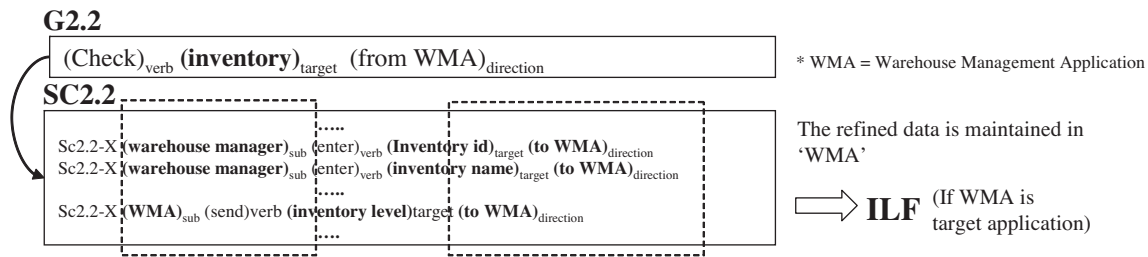 G2.2
(Check)verb (inventory)target (from WMA)direction
* WMA = Warehouse Management Application
SC2.2
.....
Sc2.2-X (warehouse manager)sub (enter)verb (Inventory id)target (to WMA)direction
Sc2.2-X (warehouse manager)sub (enter)verb (inventory name)target (to WMA)direction
.....
Sc2.2-X (WMA)sub (send)verb (inventory level)target (to WMA)direction
....
The refined data is maintained in
‘WMA’
ILF (If WMA is
target application)